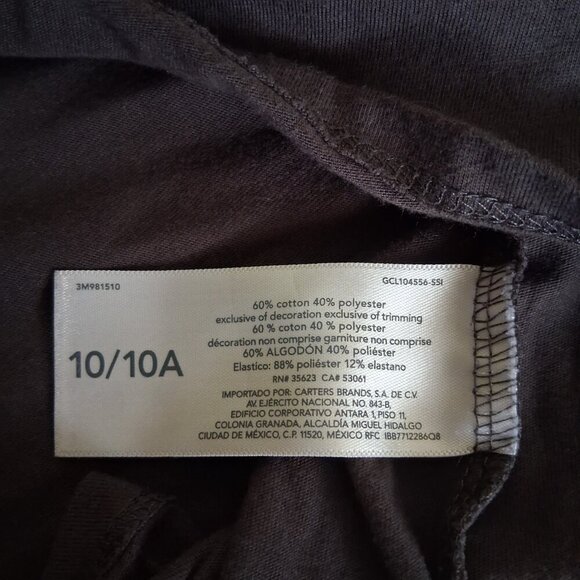 3M981510
GCL104556-SSI
10/10A
60% cotton 40% polyester
exclusive of decoration exclusive of trimming
60 % coton 40 % polyester
décoration non comprise garniture non comprise
60% ALGODÓN 40% poliéster
Elastico: 88% poliéster 12% elastano
RN# 35623 CA# 53061
IMPORTADO POR: CARTERS BRANDS, S.A. DE C.V.
AV. EJÉRCITO NACIONAL NO. 843-B,
EDIFICIO CORPORATIVO ANTARA 1, PISO 11,
COLONIA GRANADA, ALCALDÍA MIGUEL HIDALGO
CIUDAD DE MÉXICO, C.P. 11520, MÉXICO RFC IBB7712286Q8